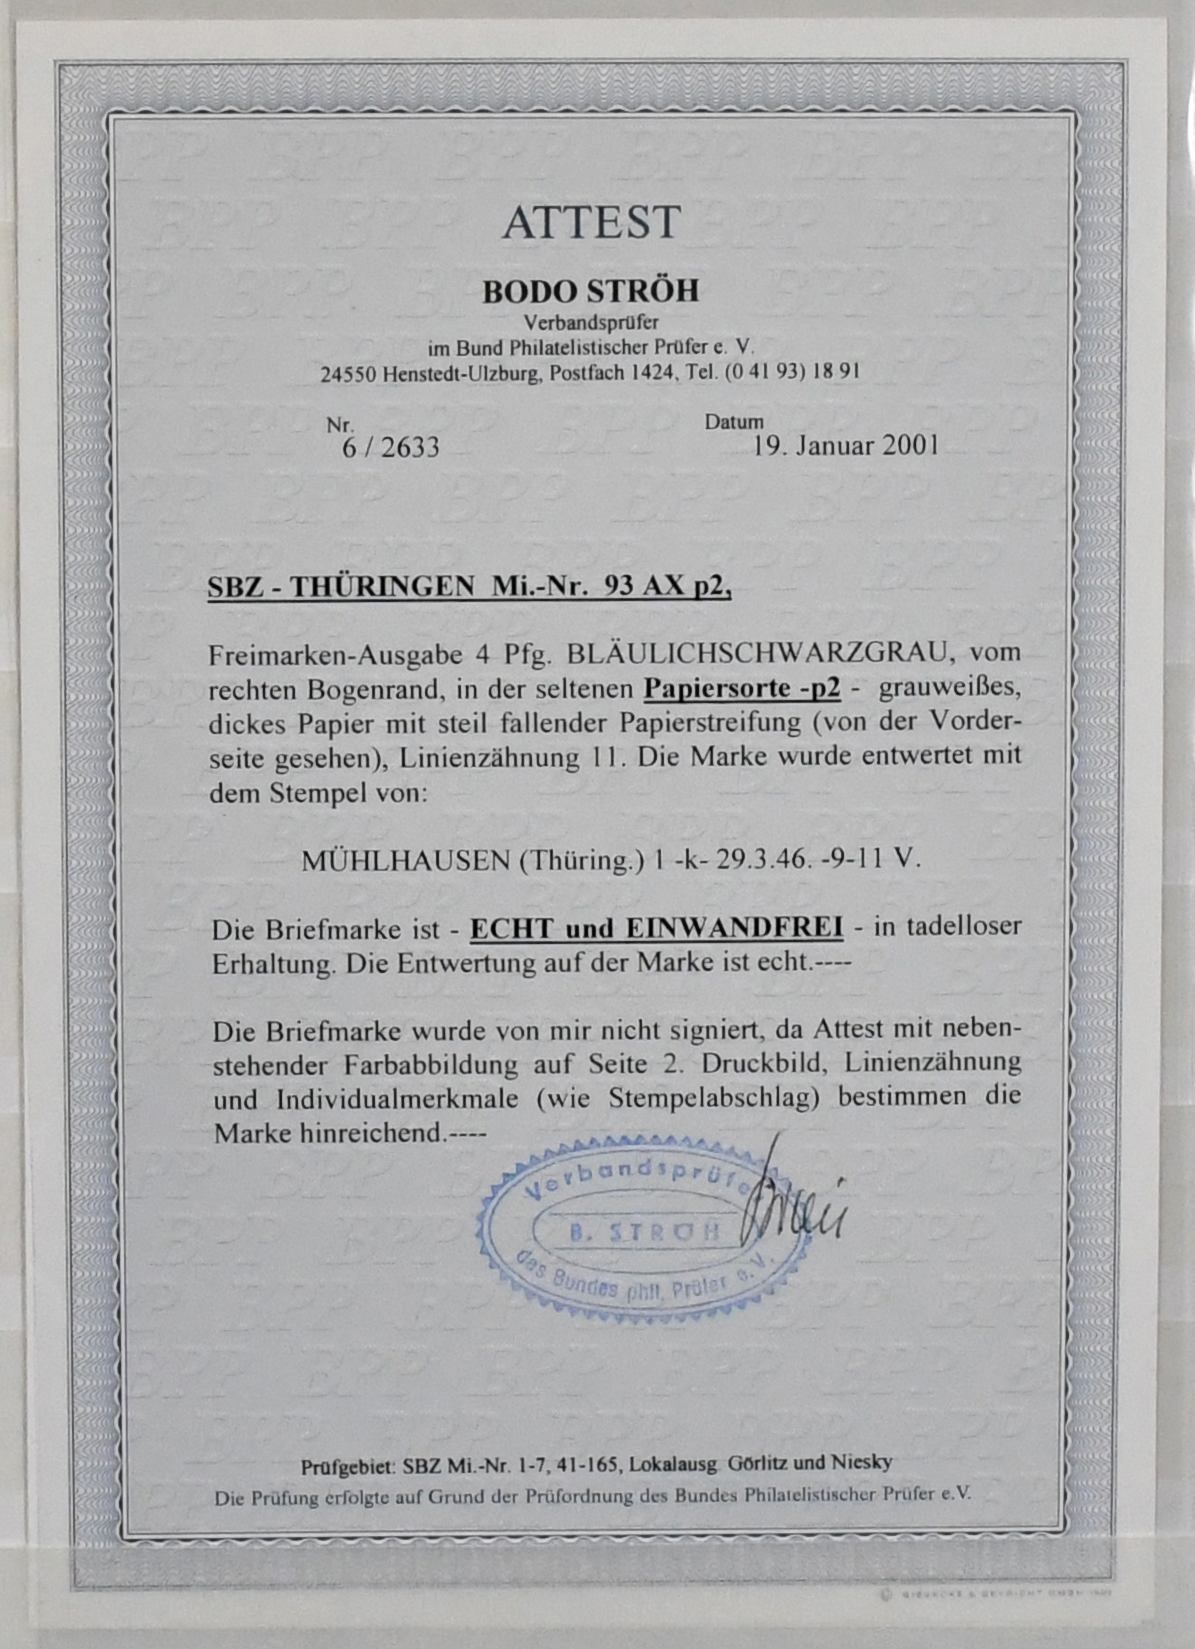 ATTEST
BODO STRÖH
Verbandsprüfer
im Bund Philatelistischer Prüfer e. V.
24550 Henstedt-Ulzburg, Postfach 1424, Tel. (0 41 93) 18 91
Nr.
6 / 2633
Datum
19. Januar 2001
SBZ - THÜRINGEN Mi.-Nr. 93 AX p2,
Freimarken-Ausgabe 4 Pfg. BLÄULICHSCHWARZGRAU, vom
rechten Bogenrand, in der seltenen Papiersorte -p2 - grauweißes,
dickes Papier mit steil fallender Papierstreifung (von der Vorder-
seite gesehen), Linienzähnung 11. Die Marke wurde entwertet mit
dem Stempel von:
MÜHLHAUSEN (Thüring.) 1 -k- 29.3.46. -9-11 V.
Die Briefmarke ist - ECHT und EINWANDFREI - in tadelloser
Erhaltung. Die Entwertung auf der Marke ist echt.----
Die Briefmarke wurde von mir nicht signiert, da Attest mit neben-
stehender Farbabbildung auf Seite 2. Druckbild, Linienzähnung
und Individualmerkmale (wie Stempelabschlag) bestimmen die
Marke hinreichend.----
Verbandsprüfer
B. STRÖH
des Bundes phil. Prüfer e.V.
Prüfgebiet: SBZ Mi.-Nr. 1-7, 41-165, Lokalausg. Görlitz und Niesky
Die Prüfung erfolgte auf Grund der Prüfordnung des Bundes Philatelistischer Prüfer e.V.